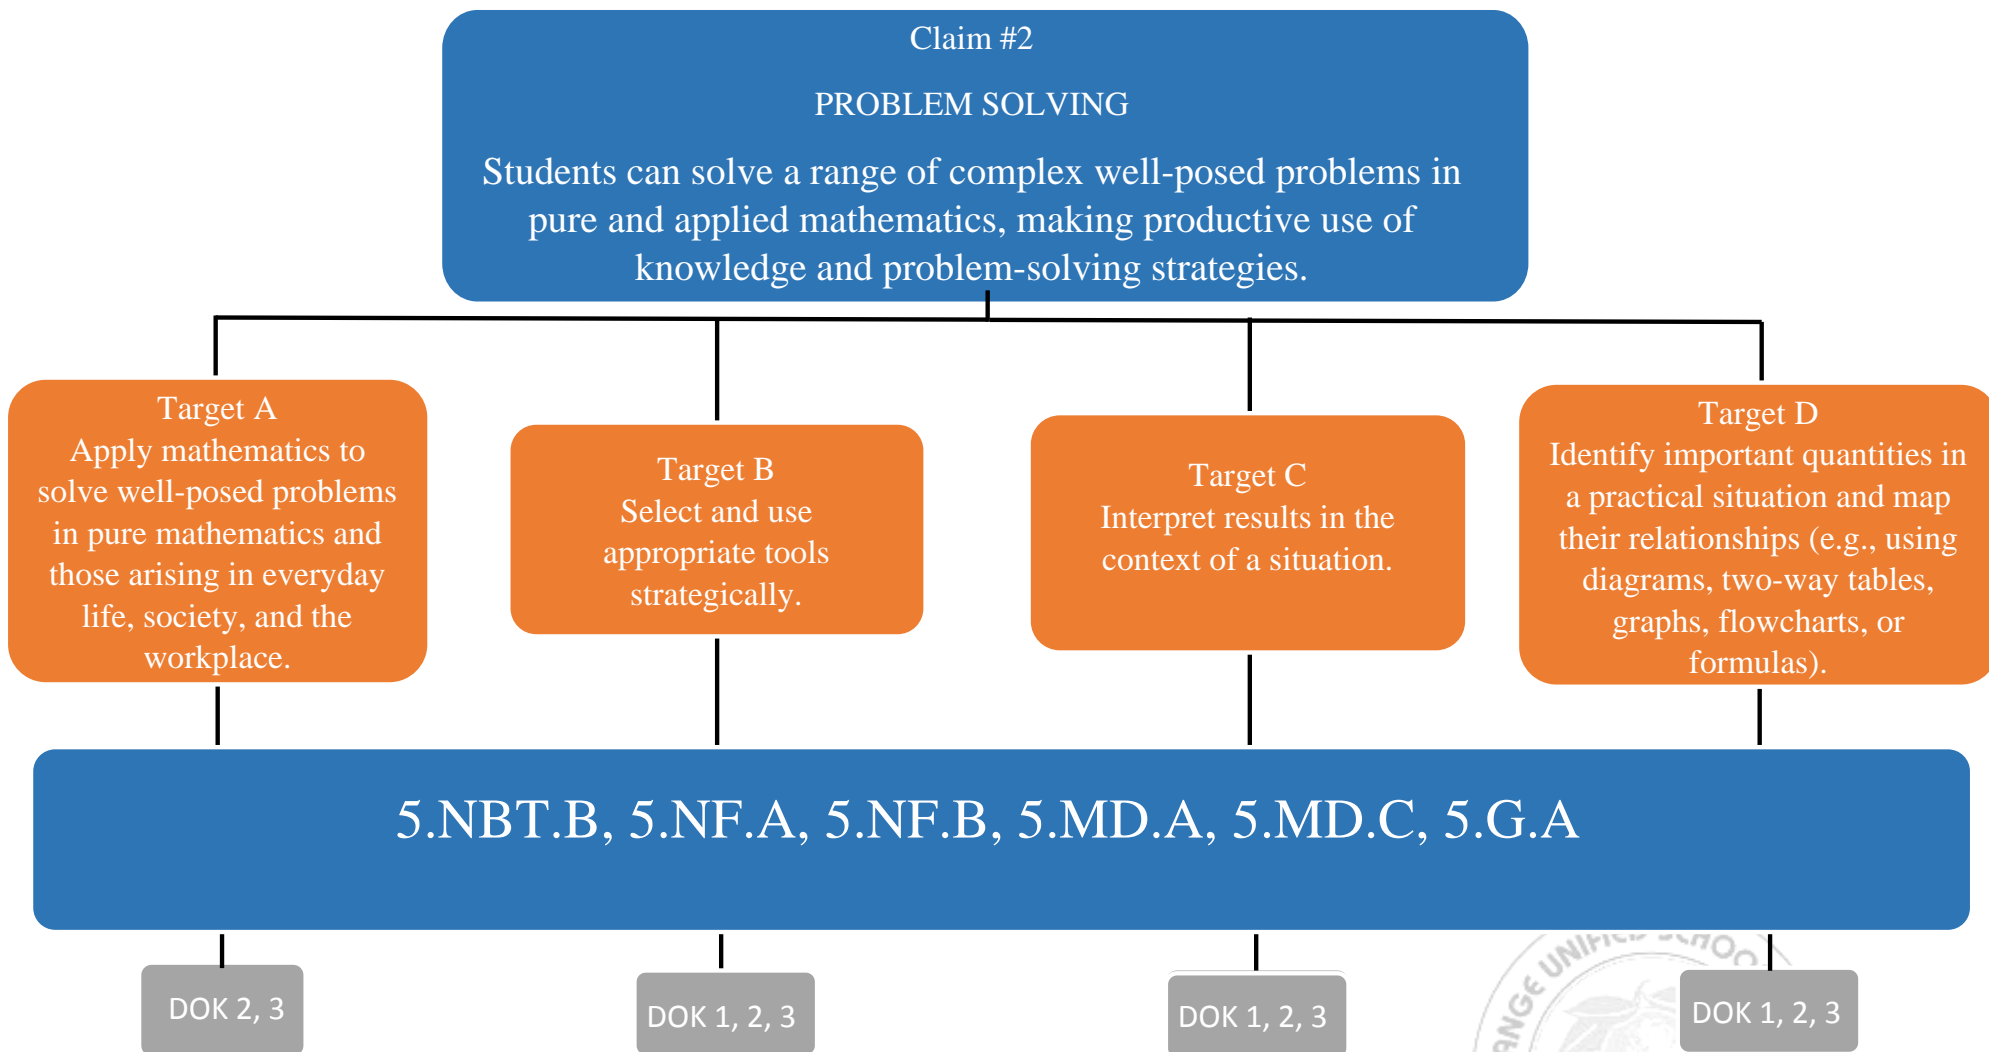 Claim #2
PROBLEM SOLVING
Students can solve a range of complex well-posed problems in
pure and applied mathematics, making productive use of
knowledge and problem-solving strategies.
Target A
Apply mathematics to
solve well-posed problems
in pure mathematics and
those arising in everyday
life, society, and the
workplace.
Target B
Select and use
appropriate tools
strategically.
Target C
Interpret results in the
context of a situation.
Target D
Identify important quantities in
a practical situation and map
their relationships (e.g., using
diagrams, two-way tables,
graphs, flowcharts, or
formulas).
5.NBT.B, 5.NF.A, 5.NF.B, 5.MD.A, 5.MD.C, 5.G.A
DOK 2, 3
DOK 1, 2, 3
DOK 1, 2, 3
DOK 1, 2, 3
UNIFIED